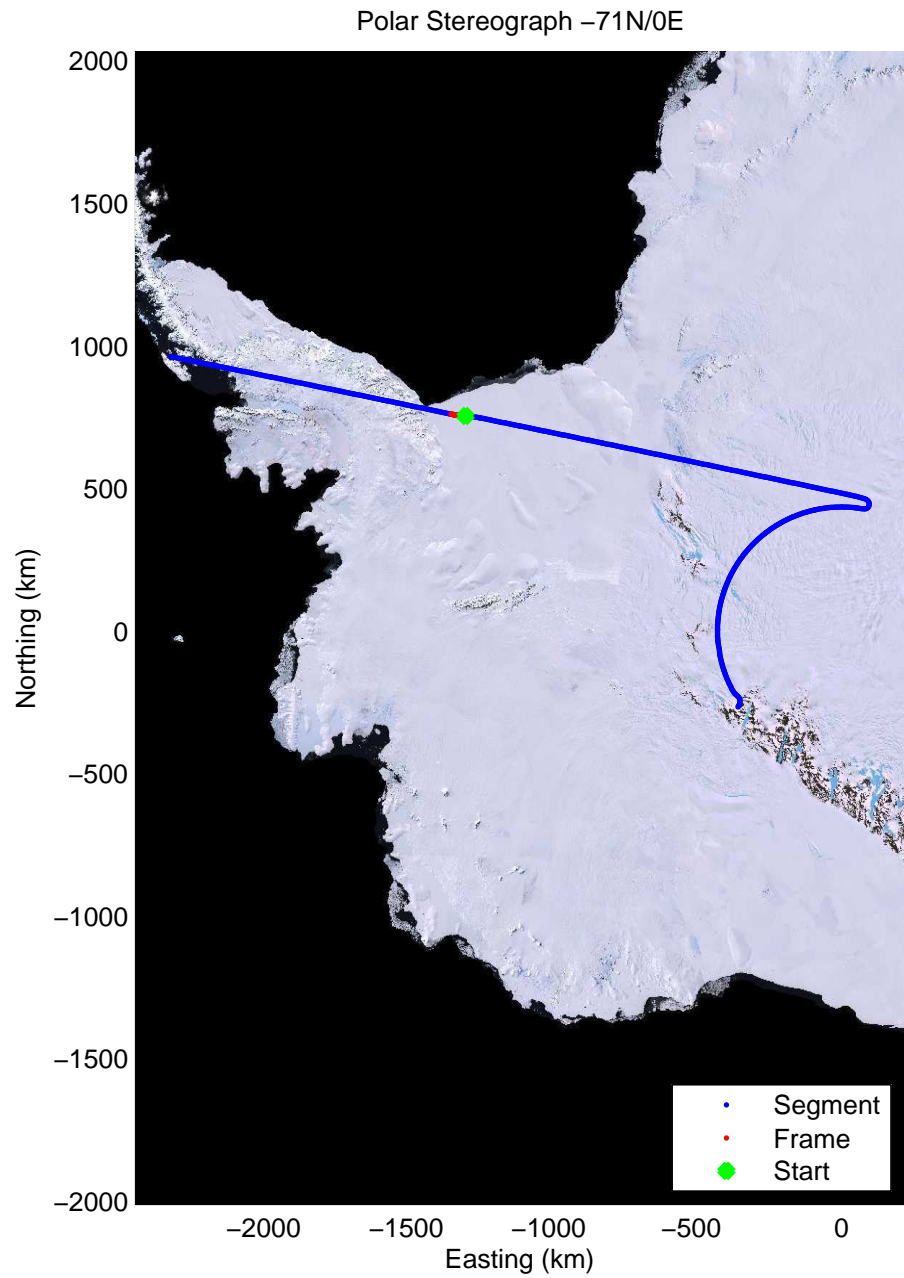 Polar Stereograph −71N/0E
2000
1500
1000
500
0
−500
−1000
−1500
−2000
Northing (km)
−2000 −1500 −1000 −500 0
Easting (km)
Segment
Frame
Start